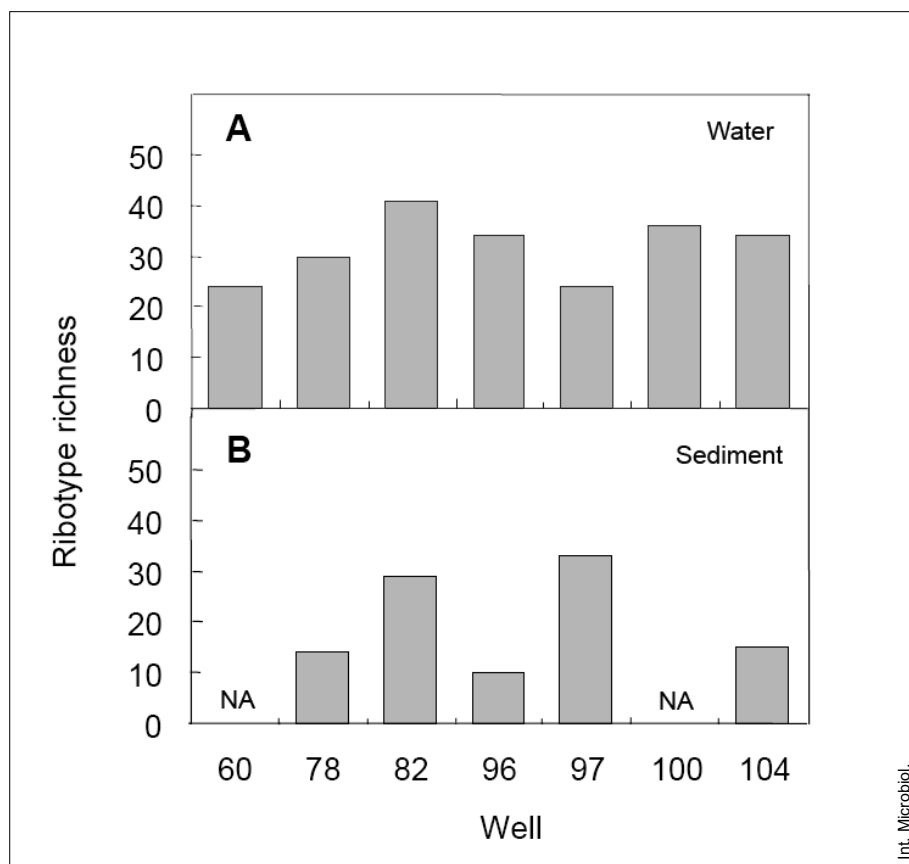 A
Water
50
40
30
20
10
0
B
Sediment
50
40
30
20
10
0
NA
NA
60 78 82 96 97 100 104
Well
Ribotype richness
Int. Microbiol.